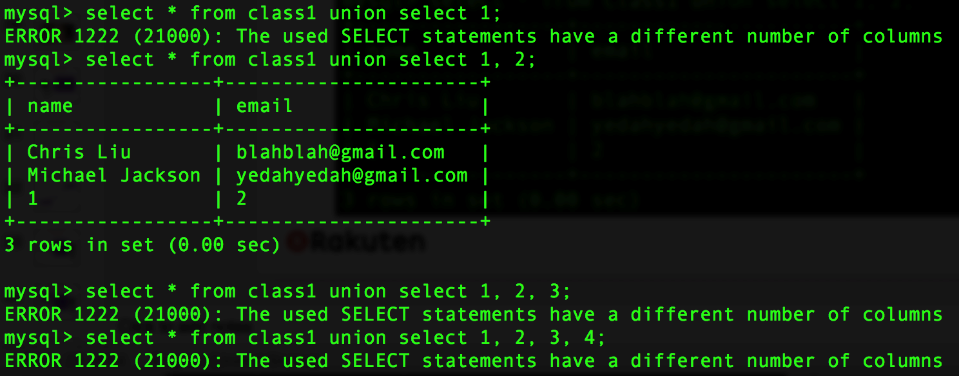 mysql> select * from class1 union select 1;
ERROR 1222 (21000): The used SELECT statements have a different number of columns
mysql> select * from class1 union select 1, 2;
+-----------------+----------------------+
| name            | email                |
+-----------------+----------------------+
| Chris Liu       | blahblah@gmail.com   |
| Michael Jackson | yedahyedah@gmail.com |
| 1               | 2                    |
+-----------------+----------------------+
3 rows in set (0.00 sec)
Rakuten
mysql> select * from class1 union select 1, 2, 3;
ERROR 1222 (21000): The used SELECT statements have a different number of columns
mysql> select * from class1 union select 1, 2, 3, 4;
ERROR 1222 (21000): The used SELECT statements have a different number of columns